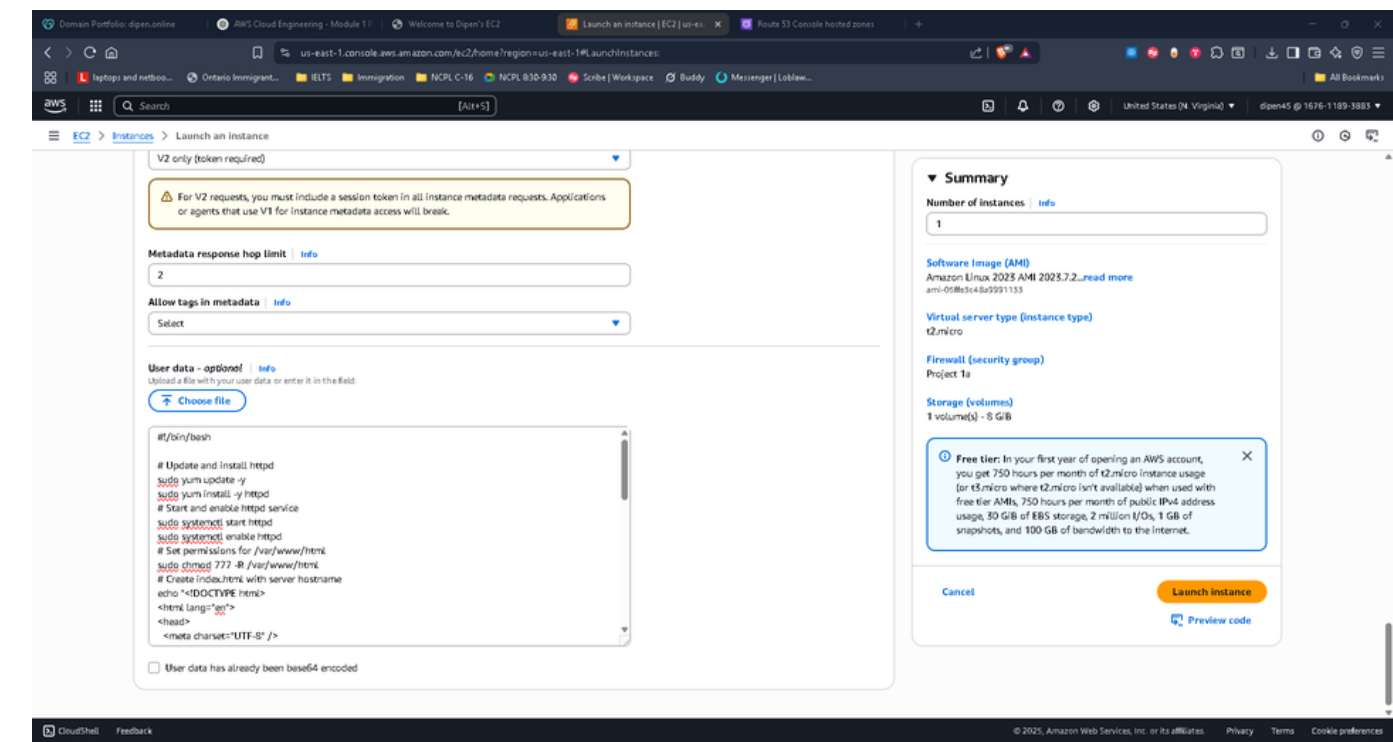 Domain Portfolio: dipen.online
AWS Cloud Engineering - Module 1
Welcome to Dipen's EC2
Launch an instance | EC2 | us-e
Route 53 Console hosted zones
us-east-1.console.aws.amazon.com/ec2/home?region=us-east-1#LaunchInstances:
laptops and netboo...
Ontario Immigrant...
IELTS
Immigration
NCPL C-16
NCPL 830-930
Scribe | Workspace
Buddy
Messenger | Loblaw...
All Bookmarks
aws
Search
[Alt+S]
United States (N. Virginia)
dipen45 @ 1676-1189-3883
EC2 > Instances > Launch an instance
V2 only (token required)
For V2 requests, you must include a session token in all instance metadata requests. Applications
or agents that use V1 for instance metadata access will break.
Metadata response hop limit | Info
2
Allow tags in metadata | Info
Select
User data - optional | Info
Upload a file with your user data or enter it in the field.
Choose file
#!/bin/bash
# Update and install httpd
sudo yum update -y
sudo yum install -y httpd
# Start and enable httpd service
sudo systemctl start httpd
sudo systemctl enable httpd
# Set permissions for /var/www/html
sudo chmod 777 -R /var/www/html
# Create index.html with server hostname
echo "<!DOCTYPE html>
<html lang="en">
<head>
<meta charset="UTF-8" />
User data has already been base64 encoded
Summary
Number of instances | Info
1
Software Image (AMI)
Amazon Linux 2023 AMI 2023.7.2...read more
Virtual server type (instance type)
t2.micro
Firewall (security group)
Project 1a
Storage (volumes)
1 volume(s) - 8 GiB
Free tier: In your first year of opening an AWS account,
you get 750 hours per month of t2.micro instance usage
(or t3.micro where t2.micro isn't available) when used with
free tier AMIs, 750 hours per month of public IPv4 address
usage, 30 GiB of EBS storage, 2 million I/Os, 1 GB of
snapshots, and 100 GB of bandwidth to the internet.
Cancel
Launch instance
Preview code
CloudShell
Feedback
© 2025, Amazon Web Services, Inc. or its affiliates.
Privacy
Terms
Cookie preferences